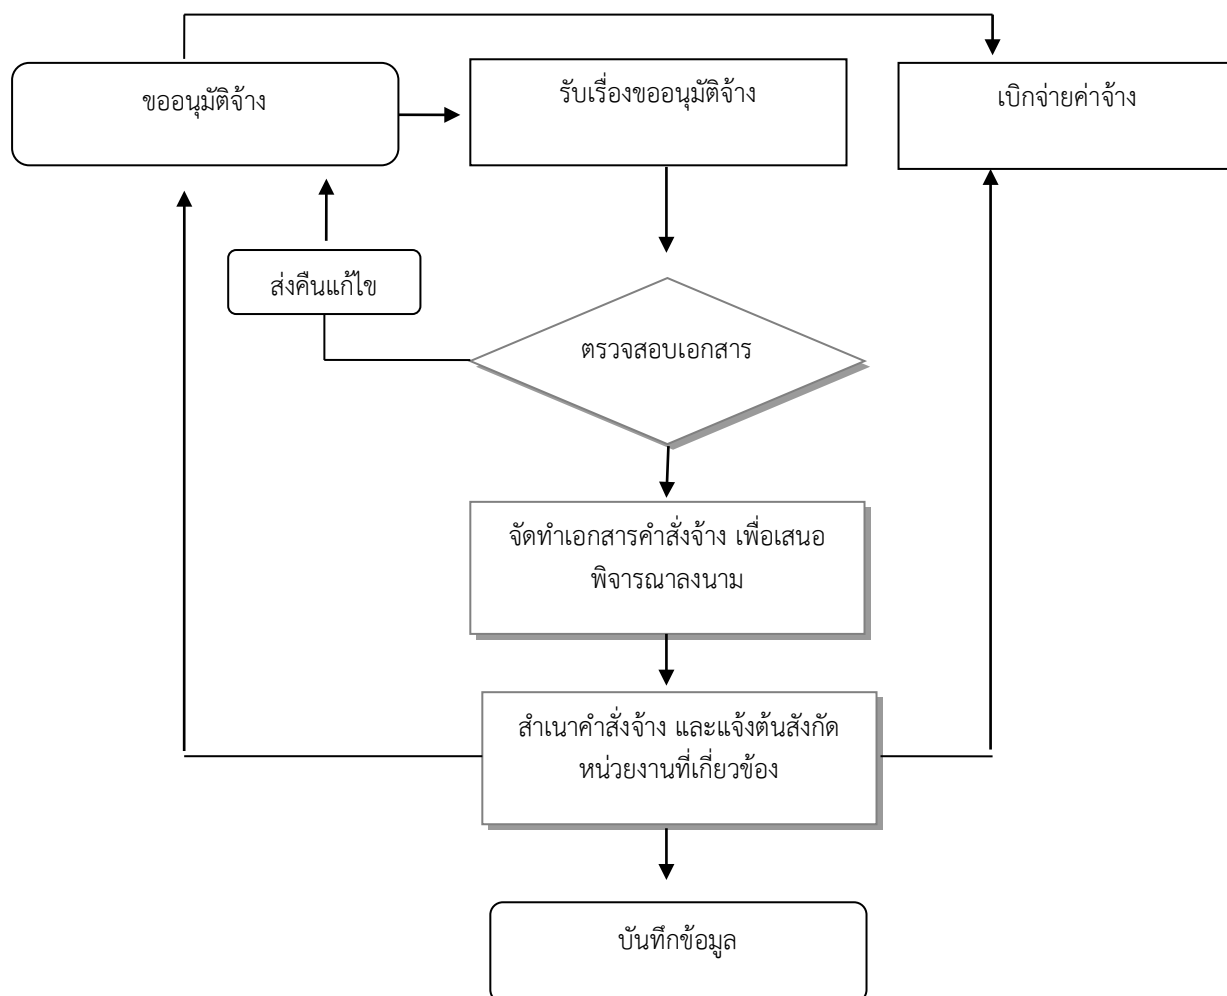 ขออนุมัติจ้าง
รับเรื่องขออนุมัติจ้าง
เบิกจ่ายค่าจ้าง
ส่งคืนแก้ไข
ตรวจสอบเอกสาร
จัดทำเอกสารคำสั่งจ้าง เพื่อเสนอ
พิจารณาลงนาม
สำเนาคำสั่งจ้าง และแจ้งต้นสังกัด
หน่วยงานที่เกี่ยวข้อง
บันทึกข้อมูล